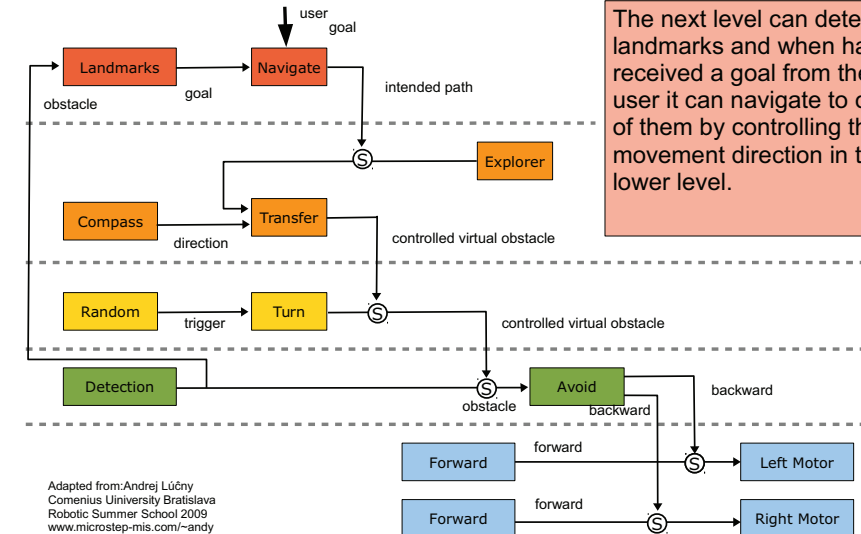 user
goal
The next level can dete
landmarks and when ha
received a goal from the
user it can navigate to o
of them by controlling th
movement direction in t
lower level.
Landmarks
Navigate
goal
obstacle
intended path
S
Explorer
Compass
Transfer
direction
controlled virtual obstacle
Random
Turn
trigger
S
controlled virtual obstacle
Detection
S
Avoid
obstacle
backward
backward
Forward
forward
S
Left Motor
Forward
forward
S
Right Motor
Adapted from:Andrej Lúčny
Comenius University Bratislava
Robotic Summer School 2009
www.microstep-mis.com/~andy